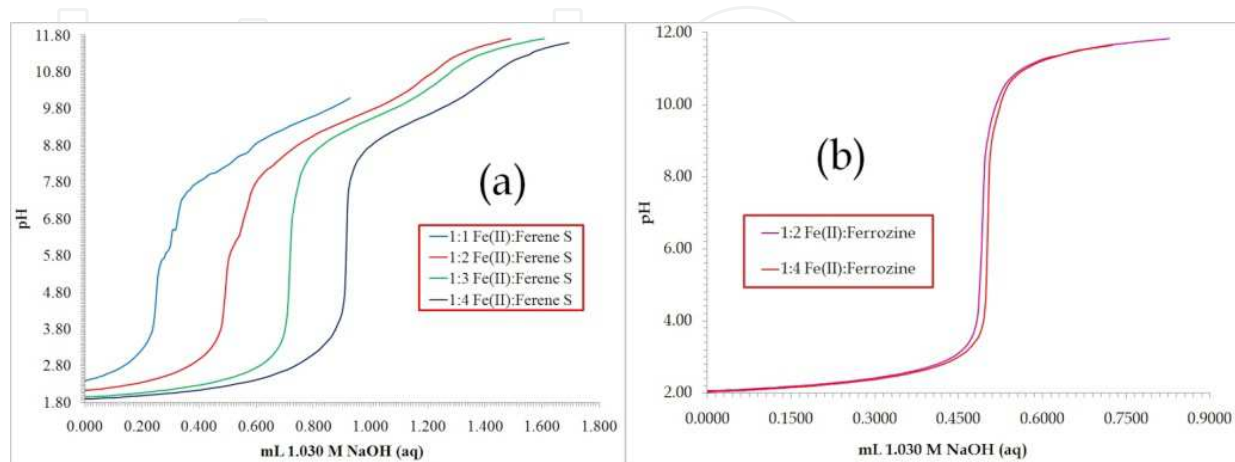 11.80
10.80
9.80
8.80
7.80
6.80
5.80
4.80
3.80
2.80
1.80
pH
(a)
1:1 Fe(II):Ferene S
1:2 Fe(II):Ferene S
1:3 Fe(II):Ferene S
1:4 Fe(II):Ferene S
0.000 0.200 0.400 0.600 0.800 1.000 1.200 1.400 1.600 1.800
mL 1.030 M NaOH (aq)
12.00
10.00
8.00
6.00
4.00
2.00
pH
(b)
1:2 Fe(II):Ferrozine
1:4 Fe(II):Ferrozine
0.0000 0.1500 0.3000 0.4500 0.6000 0.7500 0.9000
mL 1.030 M NaOH (aq)